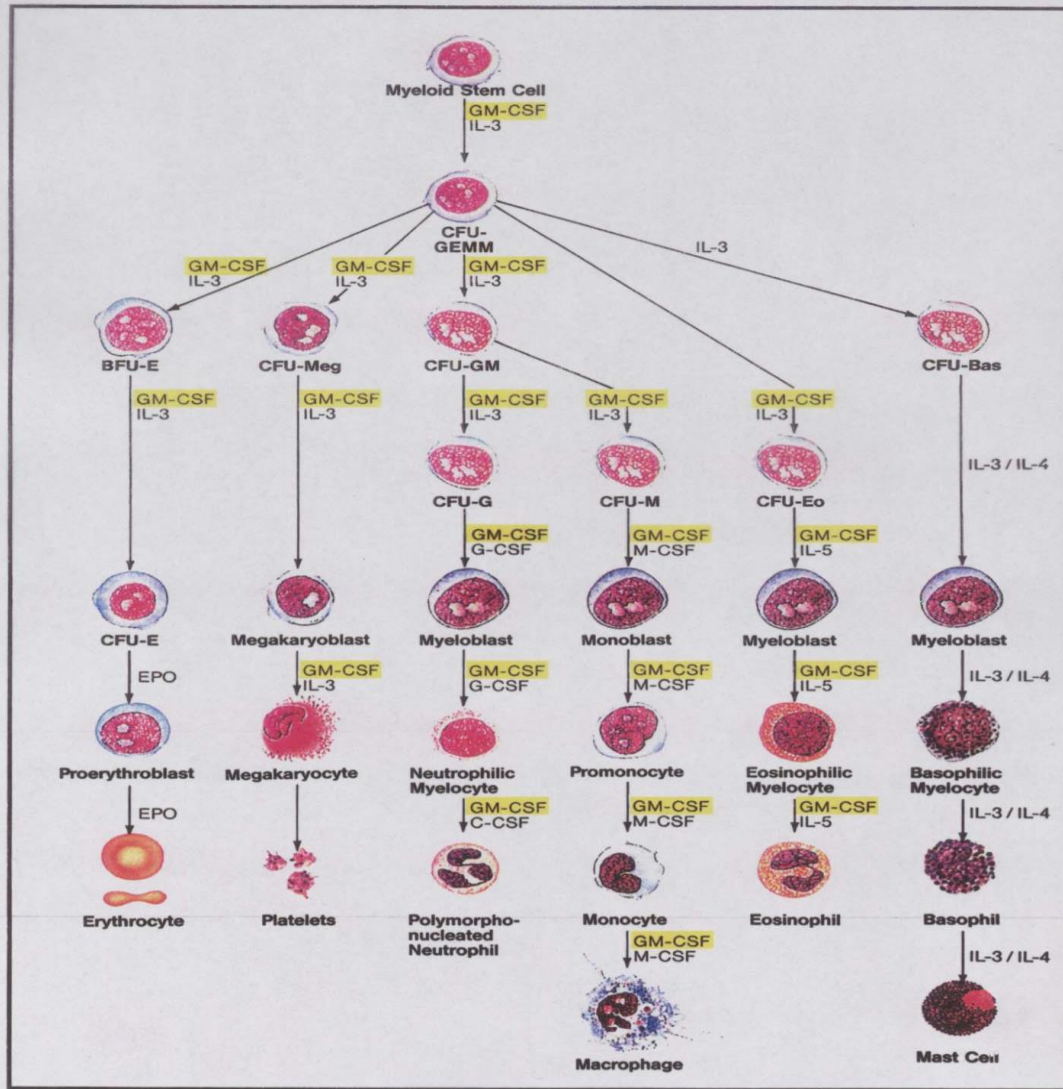 Myeloid Stem Cell
GM-CSF
IL-3
CFU-
GEMM
IL-3
GM-CSF
IL-3
GM-CSF
IL-3
GM-CSF
IL-3
BFU-E
CFU-Meg
CFU-GM
CFU-Bas
GM-CSF
IL-3
GM-CSF
IL-3
GM-CSF
IL-3
GM-CSF
IL-3
GM-CSF
IL-3
CFU-G
CFU-M
CFU-Eo
IL-3 / IL-4
GM-CSF
G-CSF
GM-CSF
M-CSF
GM-CSF
IL-5
CFU-E
Megakaryoblast
Myeloblast
Monoblast
Myeloblast
Myeloblast
EPO
GM-CSF
IL-3
GM-CSF
G-CSF
GM-CSF
M-CSF
GM-CSF
IL-5
IL-3 / IL-4
Proerythroblast
Megakaryocyte
Neutrophilic
Myelocyte
Promonocyte
Eosinophilic
Myelocyte
Basophilic
Myelocyte
EPO
GM-CSF
C-CSF
GM-CSF
M-CSF
GM-CSF
IL-5
IL-3 / IL-4
Erythrocyte
Platelets
Polymorpho-
nucleated
Neutrophil
Monocyte
Eosinophil
Basophil
GM-CSF
M-CSF
IL-3 / IL-4
Macrophage
Mast Cell